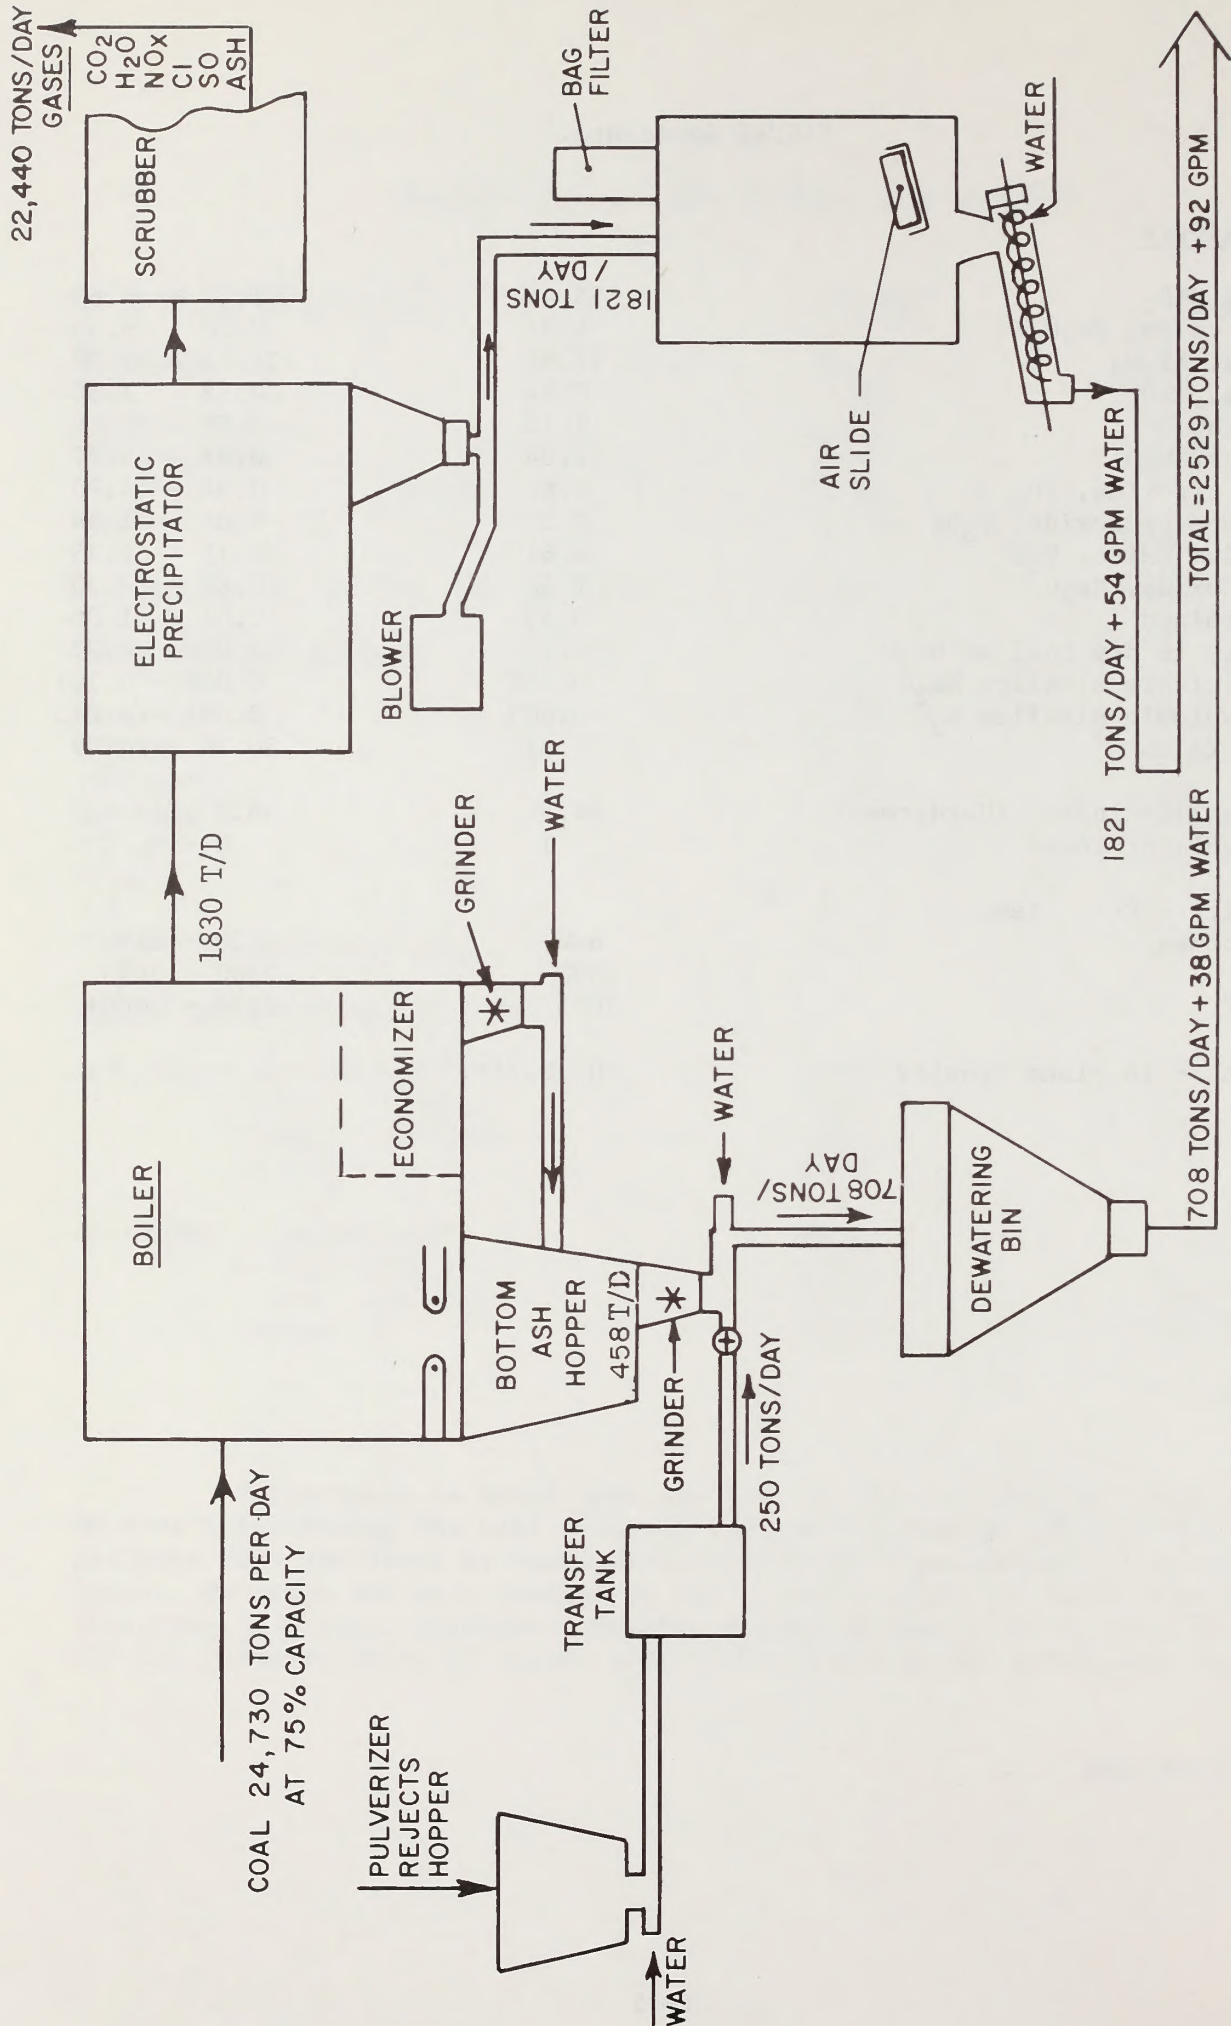 22,440 TONS/DAY
GASES
CO2
H2O
NOX
Cl
SO
ASH
SCRUBBER
ELECTROSTATIC
PRECIPITATOR
1830 T/D
BOILER
ECONOMIZER
COAL 24,730 TONS PER DAY
AT 75% CAPACITY
BLOWER
1821 TONS
/DAY
BAG
FILTER
AIR
SLIDE
WATER
GRINDER
WATER
BOTTOM
ASH
HOPPER
458 T/D
GRINDER
WATER
PULVERIZER
REJECTS
HOPPER
WATER
TRANSFER
TANK
250 TONS/DAY
708 TONS/
DAY
DEWATERING
BIN
1821 TONS/DAY + 54 GPM WATER
708 TONS/DAY + 38 GPM WATER
TOTAL = 2529 TONS/DAY + 92 GPM